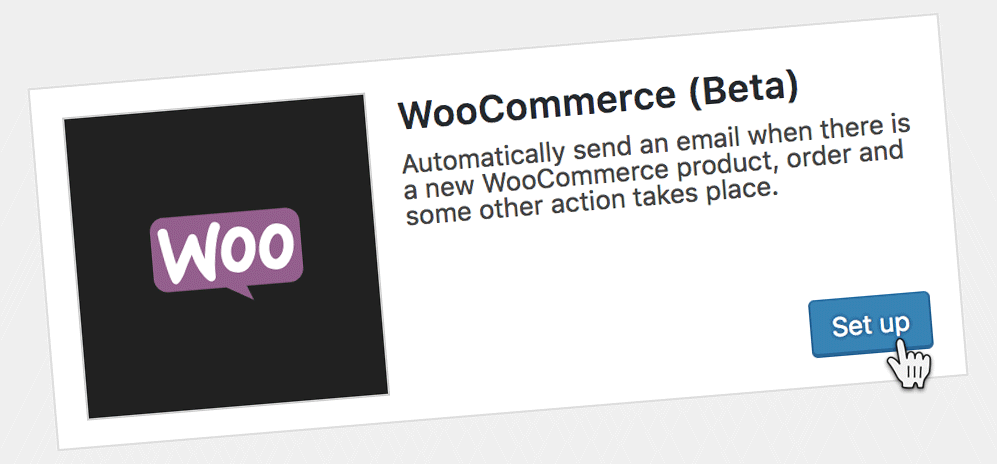 WooCommerce (Beta)
Automatically send an email when there is
a new WooCommerce product, order and
some other action takes place.
Woo
Set up